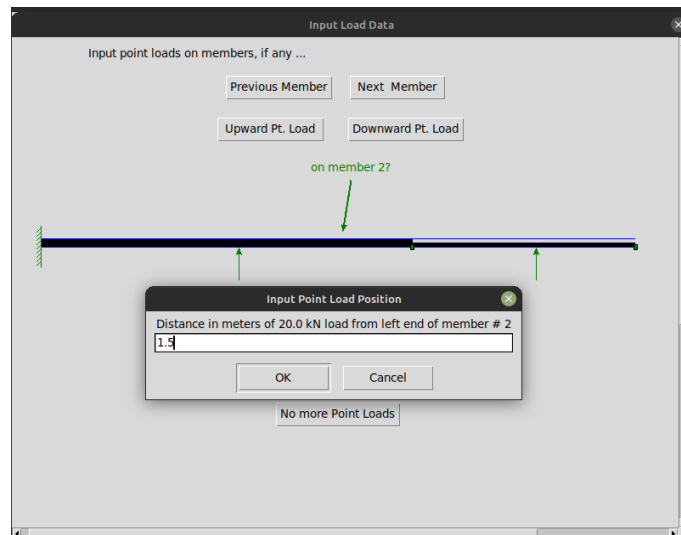 Input Load Data
Input point loads on members, if any ...
Previous Member Next Member
Upward Pt. Load Downward Pt. Load
on member 2?
Input Point Load Position
Distance in meters of 20.0 kN load from left end of member # 2
1.5
OK Cancel
No more Point Loads